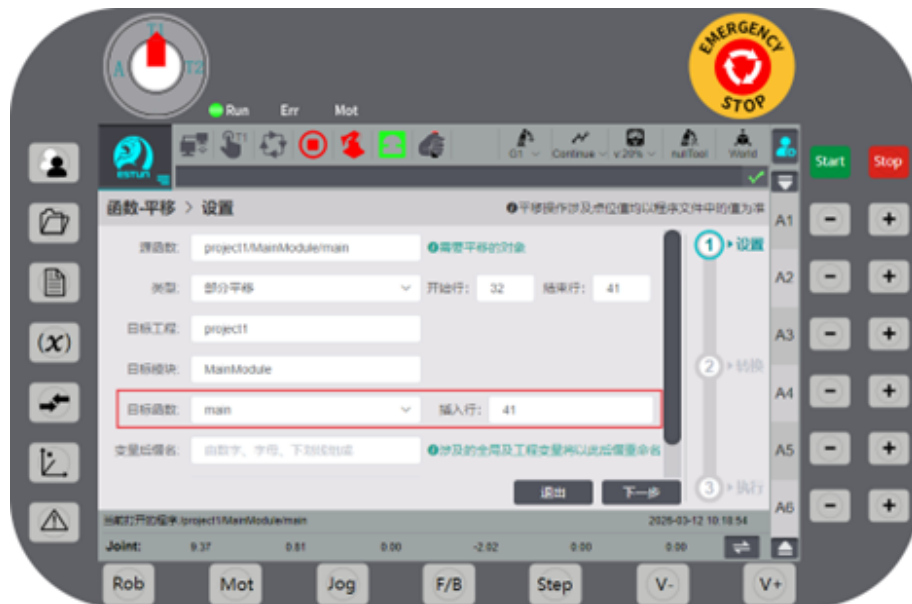 T1
A
T2
EMERGENCY
STOP
Run Err Mot
T1
ESTUN
G1 Continue V 20% nullTool World
Start Stop
函数-平移 > 设置 平移操作涉及点位值均以程序文件中的值为准
A1 - +
源函数: project1/MainModule/main 需要平移的对象
1 设置
类型: 部分平移 开始行: 32 结束行: 41
A2 - +
目标工程: project1
A3 - +
(x)
目标模块: MainModule
2 转换
目标函数: main 插入行: 41
A4 - +
变量后缀名: 由数字、字母、下划线组成 涉及的全局及工程变量将以此后缀重命名
A5 - +
退出 下一步
3 执行
A6 - +
当前打开的程序:/project1/MainModule/main 2026-03-12 10:18:54
Joint: 9.37 0.81 0.00 -2.02 0.00 0.00
Rob Mot Jog F/B Step V- V+